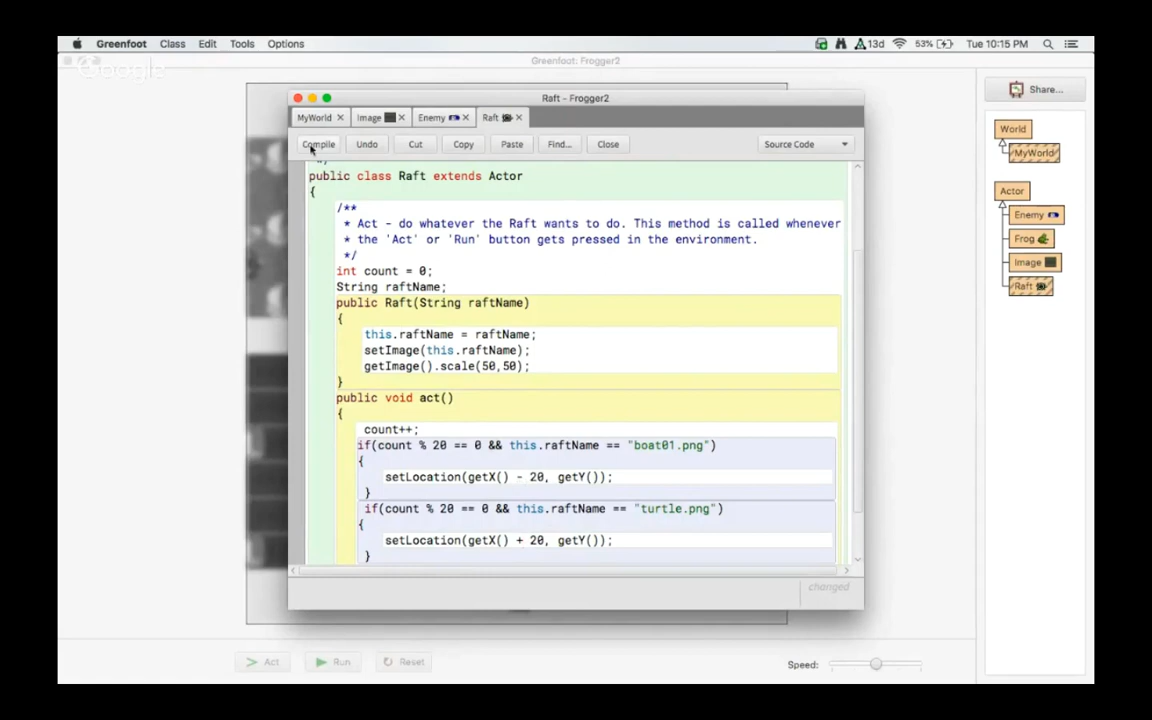 Greenfoot Class Edit Tools Options 13d 53% Tue 10:15 PM
Google
Greenfoot: Frogger2
Share...
Raft - Frogger2
MyWorld Image Enemy Raft
Compile Undo Cut Copy Paste Find... Close Source Code
*/
public class Raft extends Actor
{
/**
* Act - do whatever the Raft wants to do. This method is called whenever
* the 'Act' or 'Run' button gets pressed in the environment.
*/
int count = 0;
String raftName;
public Raft(String raftName)
{
this.raftName = raftName;
setImage(this.raftName);
getImage().scale(50,50);
}
public void act()
{
count++;
if(count % 20 == 0 && this.raftName == "boat01.png")
{
setLocation(getX() - 20, getY());
}
if(count % 20 == 0 && this.raftName == "turtle.png")
{
setLocation(getX() + 20, getY());
}
changed
World
MyWorld
Actor
Enemy
Frog
Image
Raft
Act Run Reset Speed: